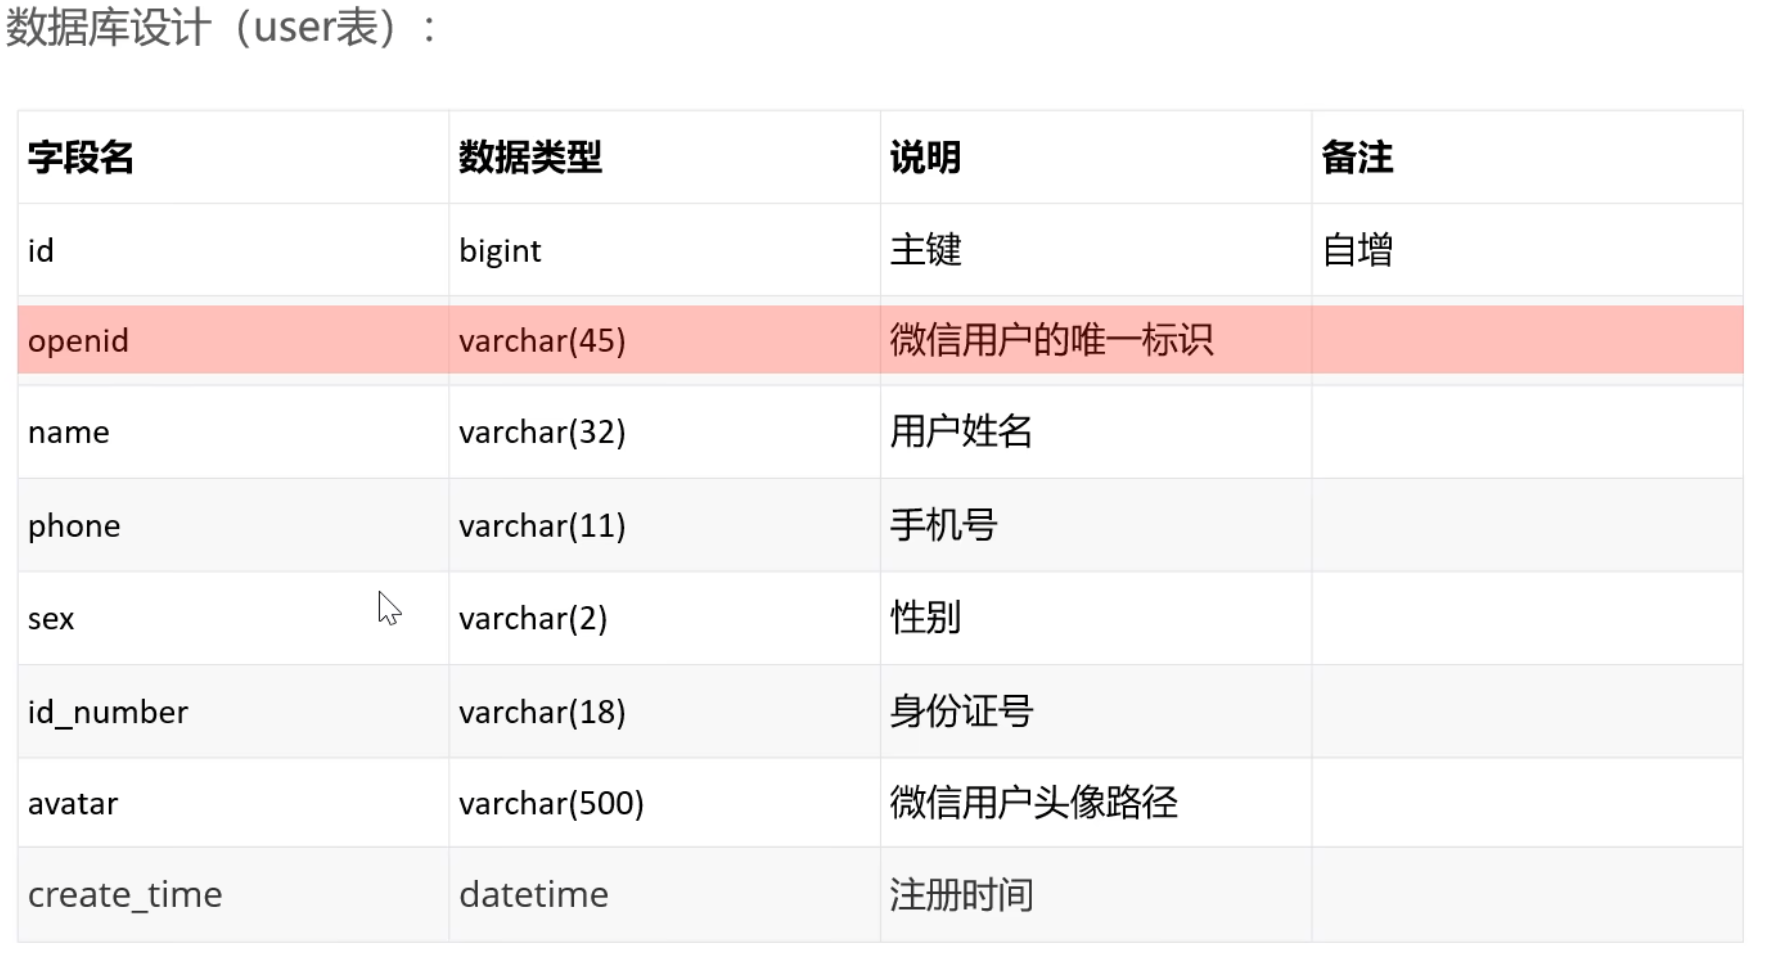 数据库设计（user表）:
字段名 数据类型 说明 备注
id bigint 主键 自增
openid varchar(45) 微信用户的唯一标识
name varchar(32) 用户姓名
phone varchar(11) 手机号
sex varchar(2) 性别
id_number varchar(18) 身份证号
avatar varchar(500) 微信用户头像路径
create_time datetime 注册时间